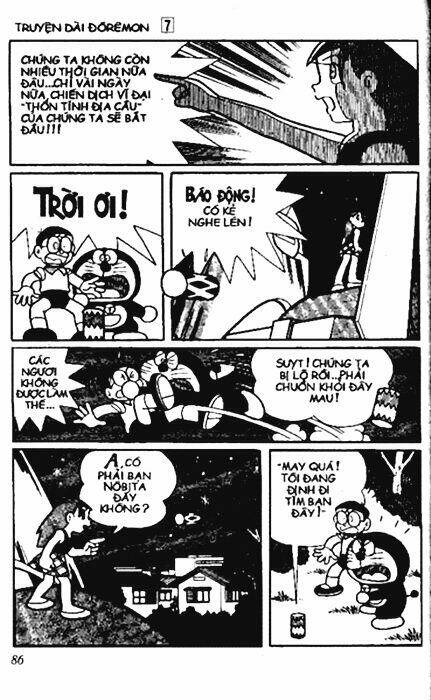 TRUYỆN DÀI ĐÔRÊMON 7
CHÚNG TA KHÔNG CÒN
NHIỀU THỜI GIAN NỮA
ĐÂU...CHỈ VÀI NGÀY
NỮA, CHIẾN DỊCH VĨ ĐẠI
"THÔN TÍNH ĐỊA CẦU"
CỦA CHÚNG TA SẼ BẮT
ĐẦU!!!
TRỜI ƠI!
BÁO ĐỘNG!
CÓ KẺ
NGHE LÉN!
CÁC
NGƯƠI
KHÔNG
ĐƯỢC LÀM
THẾ...
SUYT! CHÚNG TA
BỊ LỘ RỒI...PHẢI
CHUỒN KHỎI ĐÂY
MAU!
A, CÓ
PHẢI BẠN
NÔBITA
ĐẤY
KHÔNG?
"MAY QUÁ!
TÔI ĐANG
ĐỊNH ĐI
TÌM BẠN
ĐÂY!"
86